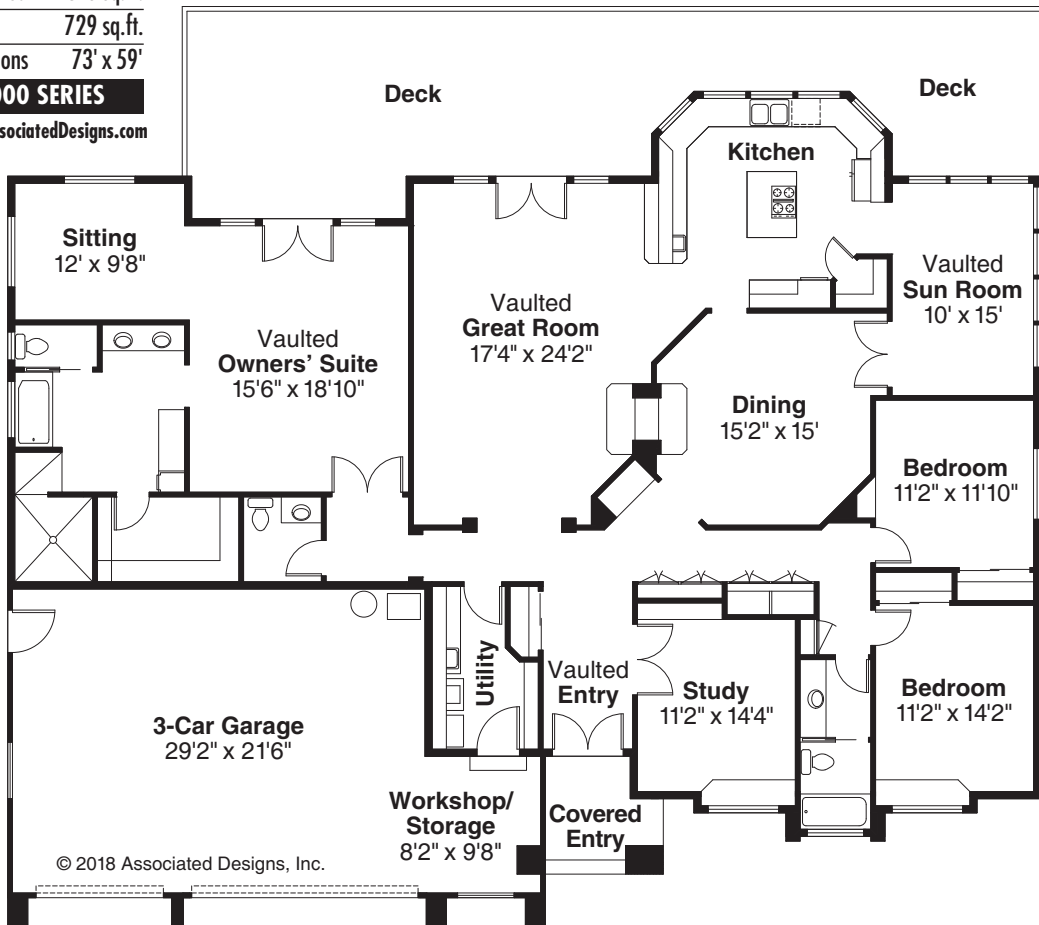 729 sq.ft.
73' x 59'
SERIES
Deck
Deck
Kitchen
Sitting
12' x 9'8"
Vaulted
Owners’ Suite
15'6" x 18'10"
Vaulted
Great Room
17'4" x 24'2"
Vaulted
Sun Room
10' x 15'
Dining
15'2" x 15'
Bedroom
11'2" x 11'10"
Utility
Vaulted
Entry
Study
11'2" x 14'4"
Bedroom
11'2" x 14'2"
3-Car Garage
29'2" x 21'6"
Workshop/
Storage
8'2" x 9'8"
Covered
Entry
© 2018 Associated Designs, Inc.